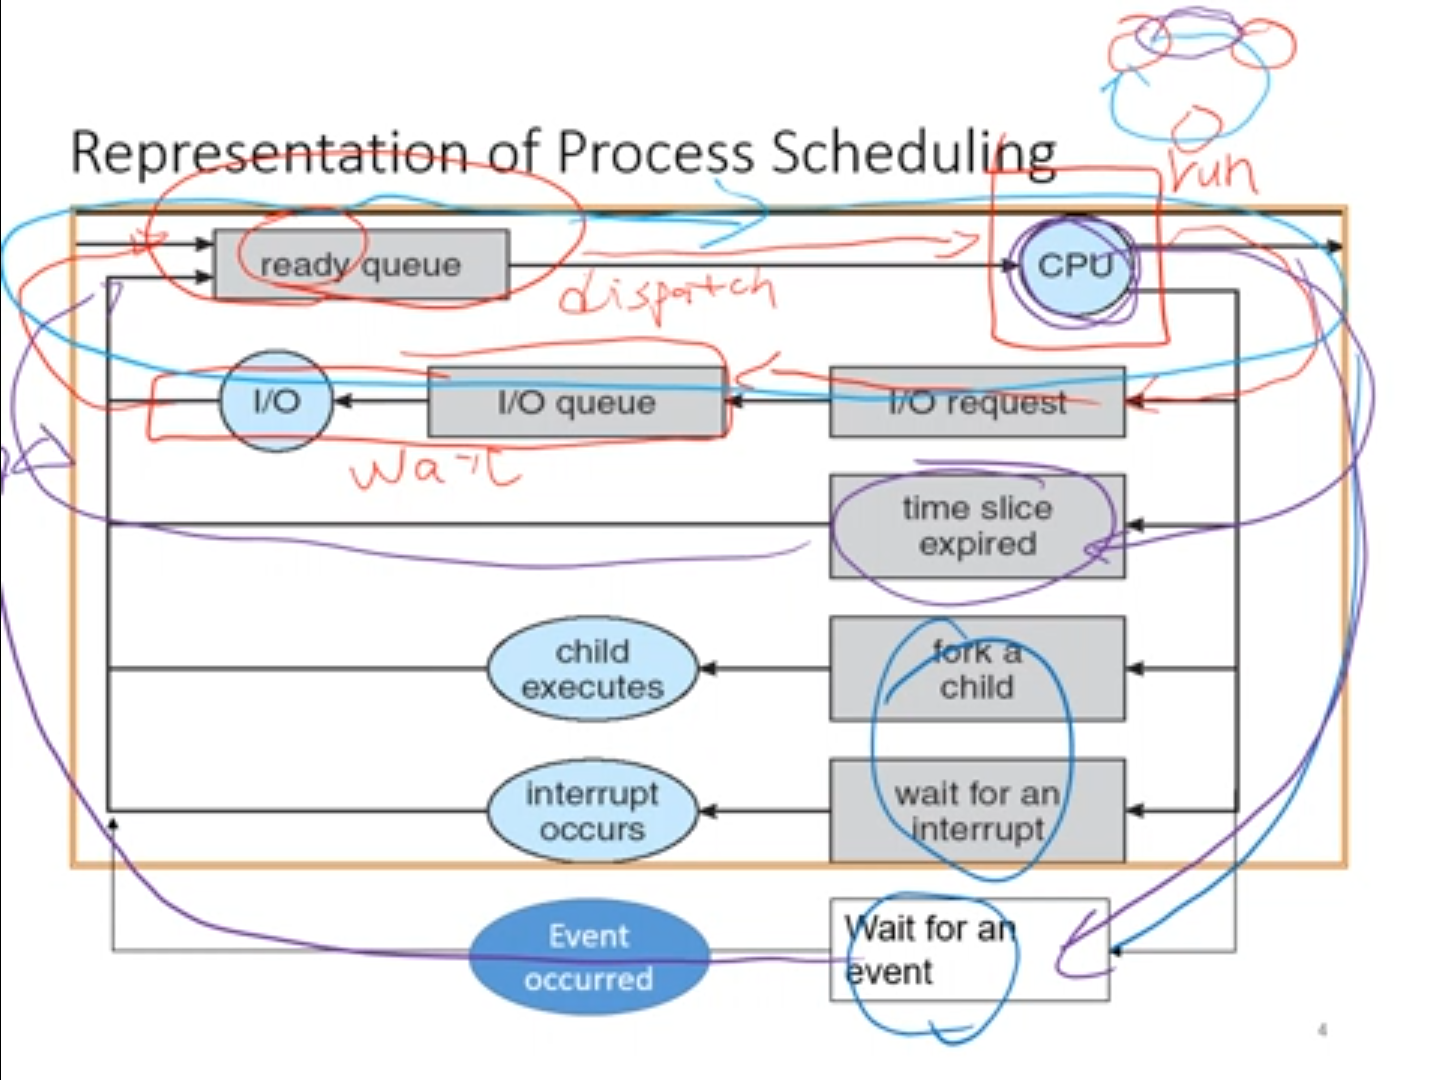 run
Representation of Process Scheduling
ready queue
CPU
dispatch
I/O
I/O queue
I/O request
wait
time slice
expired
child
executes
fork a
child
interrupt
occurs
wait for an
interrupt
Event
occurred
Wait for an
event
4